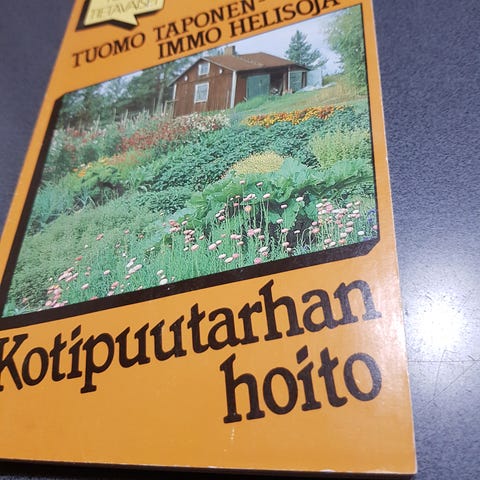 TUOMO TAPONEN-
IMMO HELISOJA
Kotipuutarhan
hoito